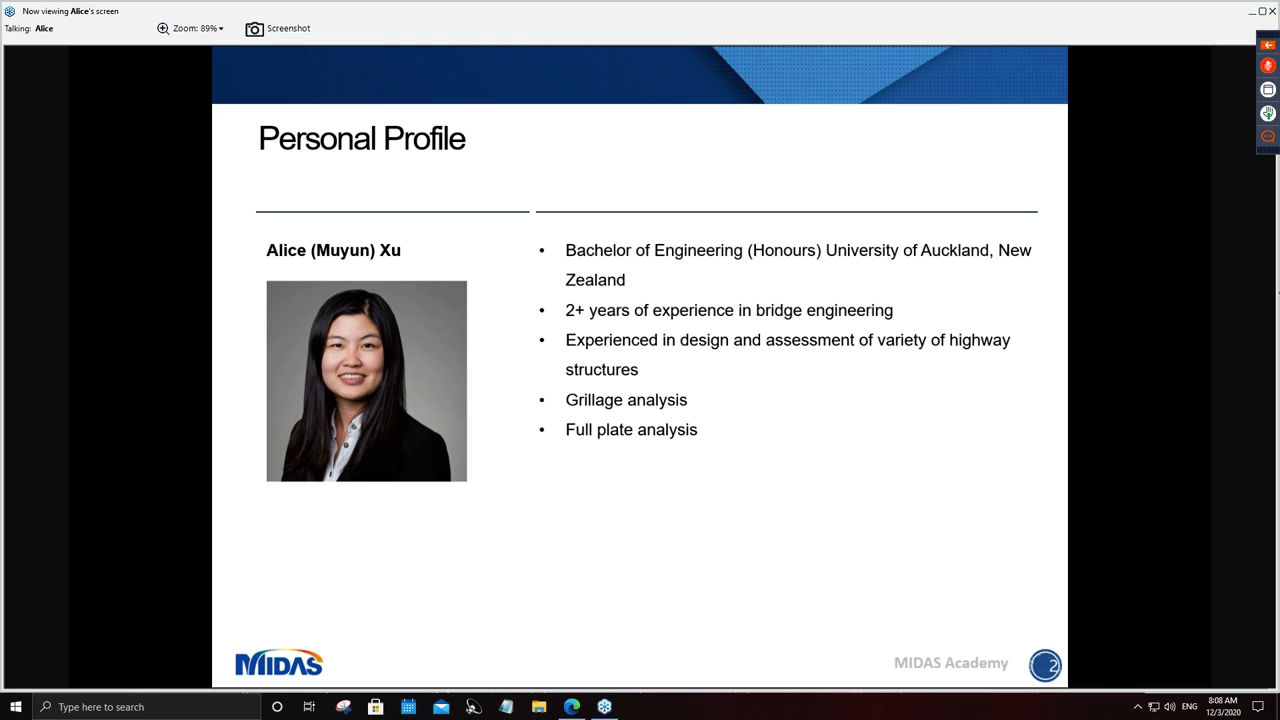 Now viewing Alice's screen
Talking: Alice
Zoom: 89%
Screenshot
Personal Profile
Alice (Muyun) Xu
• Bachelor of Engineering (Honours) University of Auckland, New
Zealand
• 2+ years of experience in bridge engineering
• Experienced in design and assessment of variety of highway
structures
• Grillage analysis
• Full plate analysis
MIDAS
MIDAS Academy
2
Type here to search
ENG
8:08 AM
12/3/2020